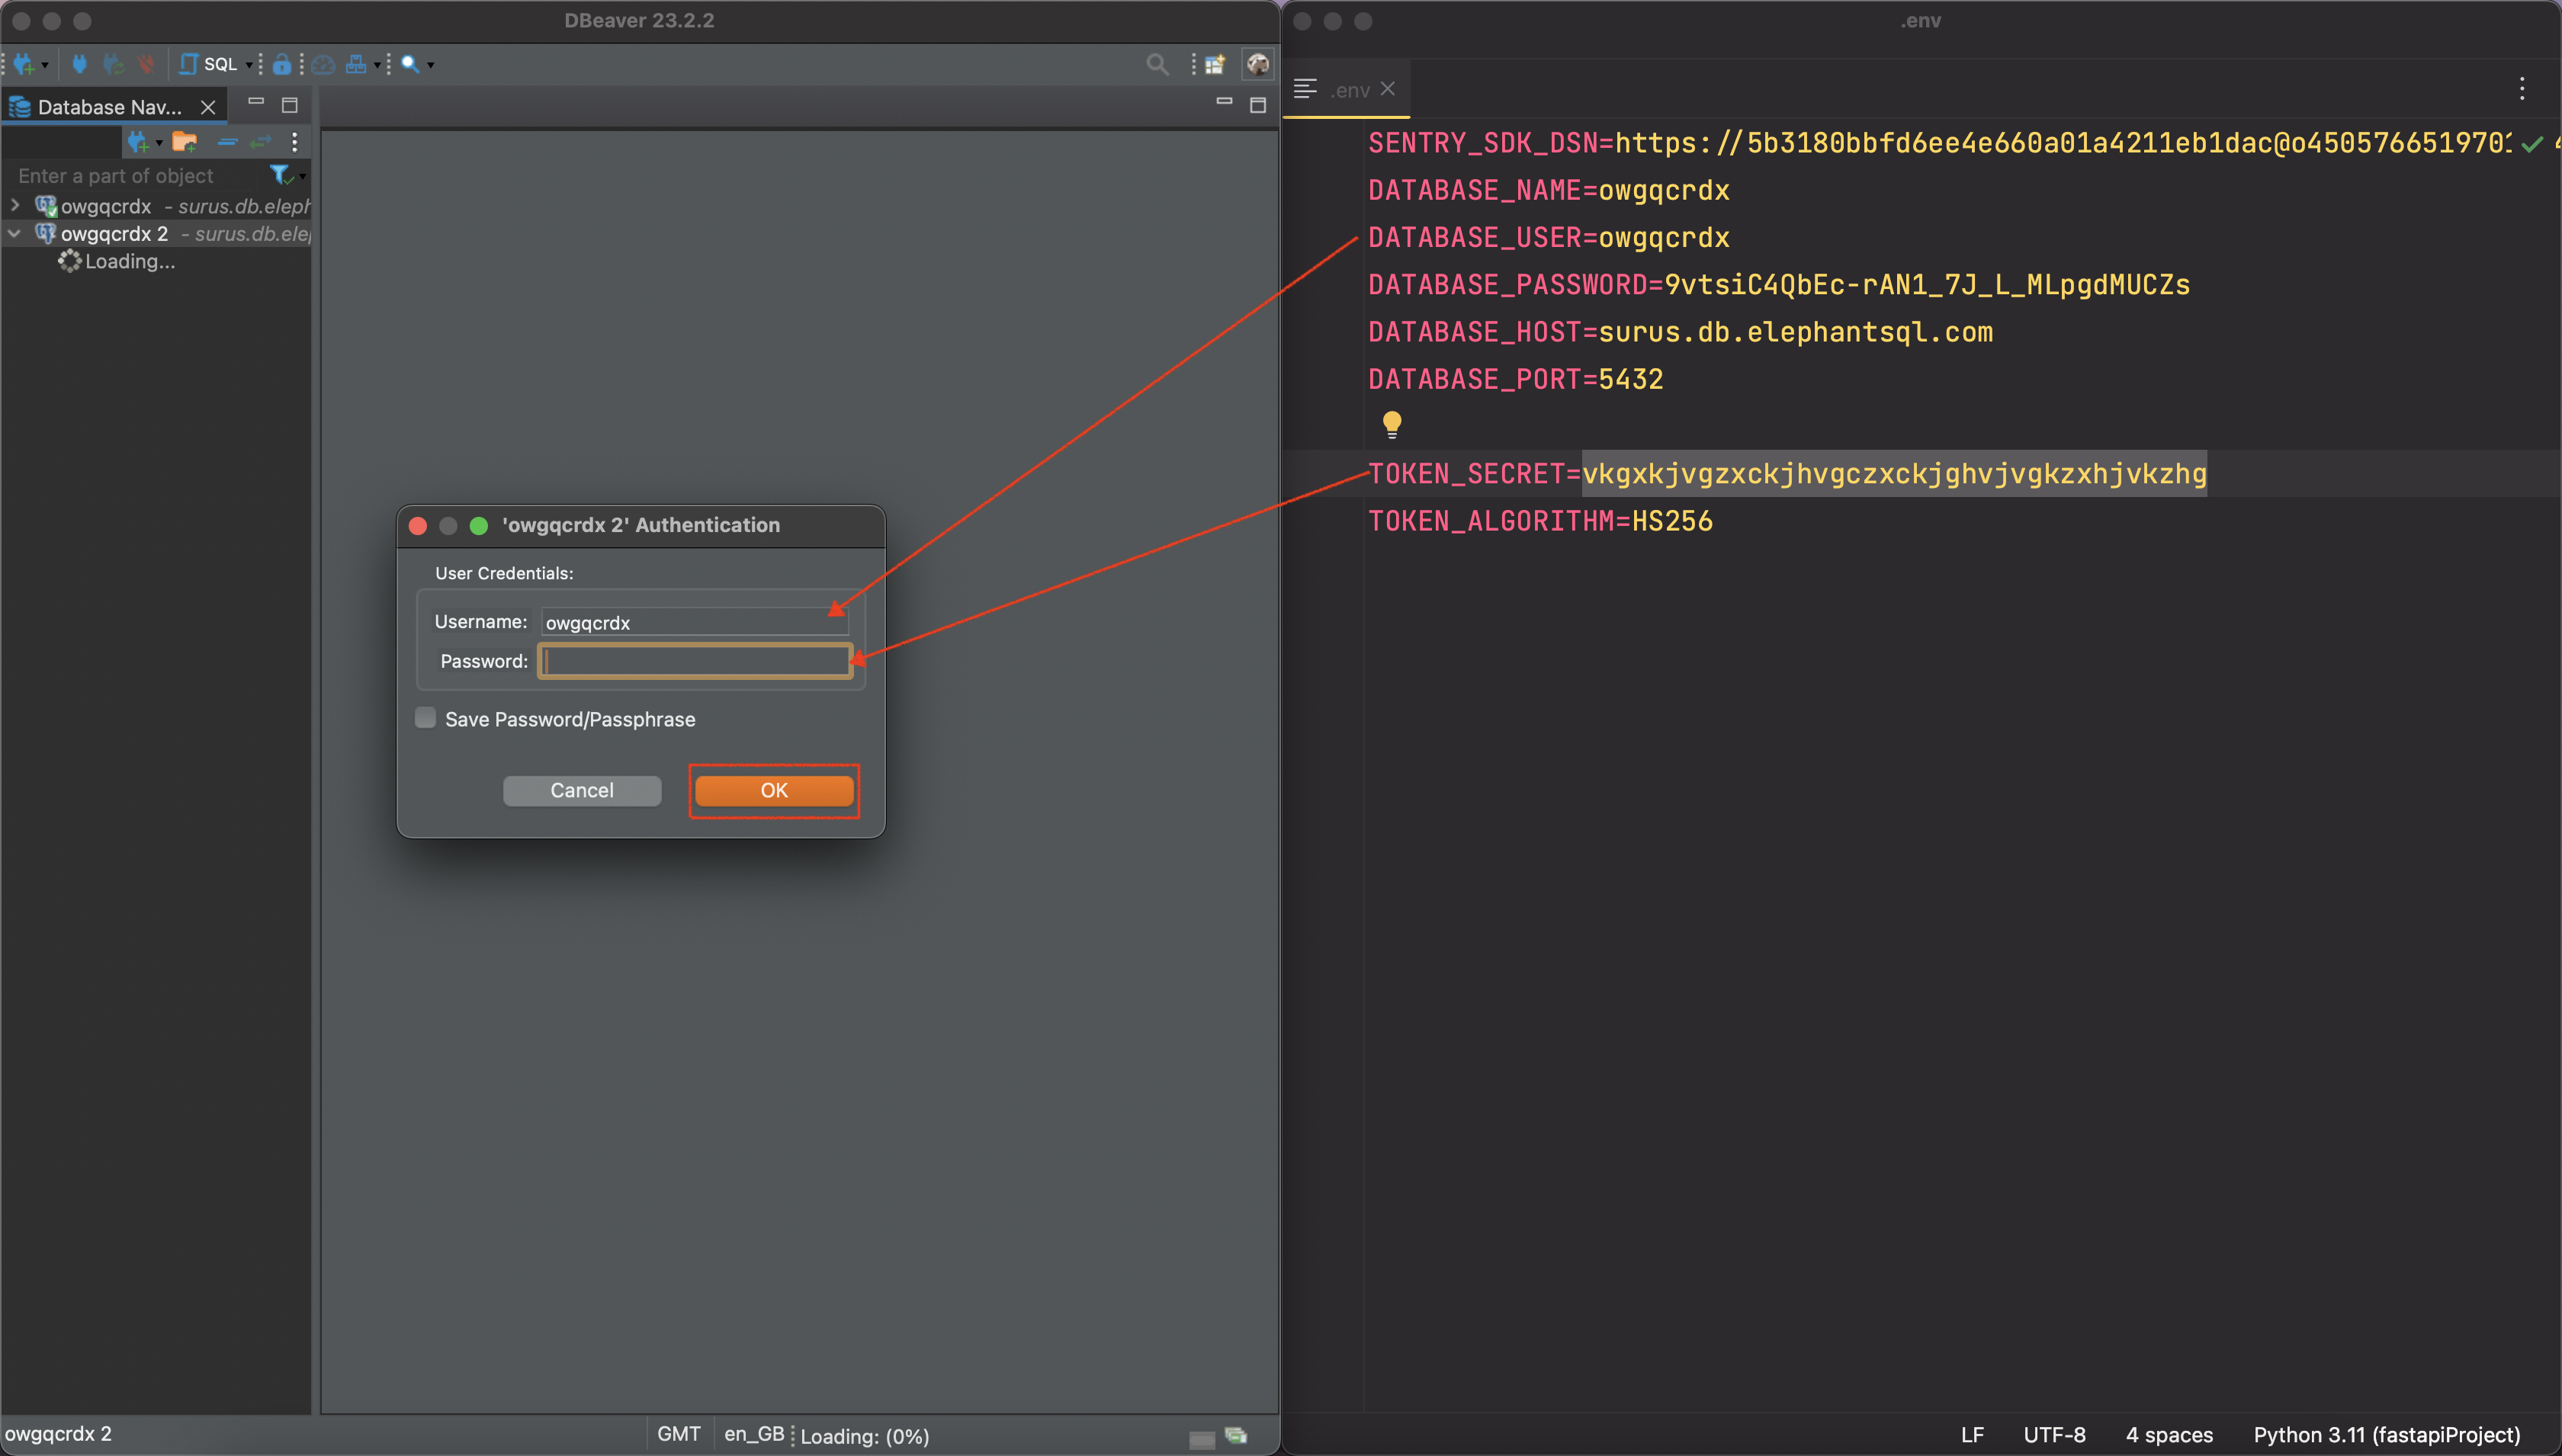 DBeaver 23.2.2
SQL
Database Nav...
Enter a part of object
owgqcrdx - surus.db.eleph
owgqcrdx 2 - surus.db.ele
Loading...
'owgqcrdx 2' Authentication
User Credentials:
Username: owgqcrdx
Password:
Save Password/Passphrase
Cancel
OK
owgqcrdx 2
GMT
en_GB
Loading: (0%)
.env
.env
SENTRY_SDK_DSN=https://5b3180bbfd6ee4e660a01a4211eb1dac@o450576651970
DATABASE_NAME=owgqcrdx
DATABASE_USER=owgqcrdx
DATABASE_PASSWORD=9vtsiC4QbEc-rAN1_7J_L_MLpgdMUCZs
DATABASE_HOST=surus.db.elephantsql.com
DATABASE_PORT=5432
TOKEN_SECRET=vkgxkjvgzxckjhvgczxckjghvjvgkzxhjvkzhg
TOKEN_ALGORITHM=HS256
LF
UTF-8
4 spaces
Python 3.11 (fastapiProject)